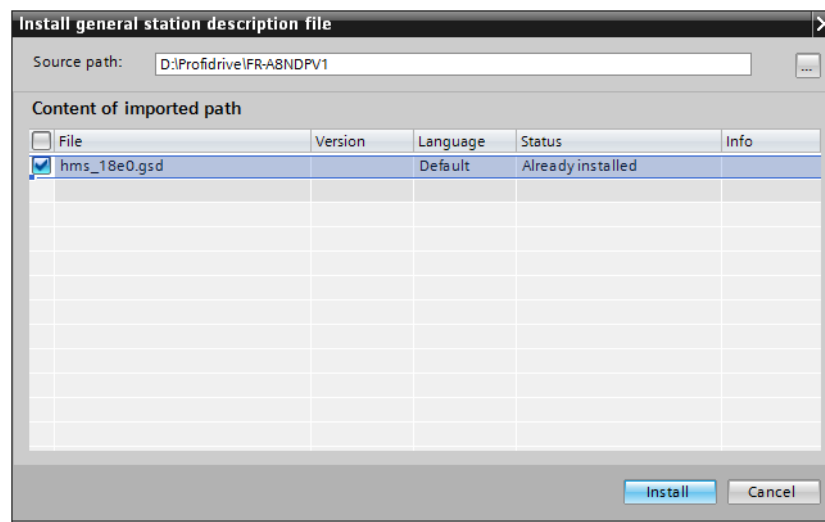 Install general station description file
Source path: D:\Profidrive\FR-A8NDPV1 ...
Content of imported path
File Version Language Status Info
hms_18e0.gsd Default Already installed
Install Cancel